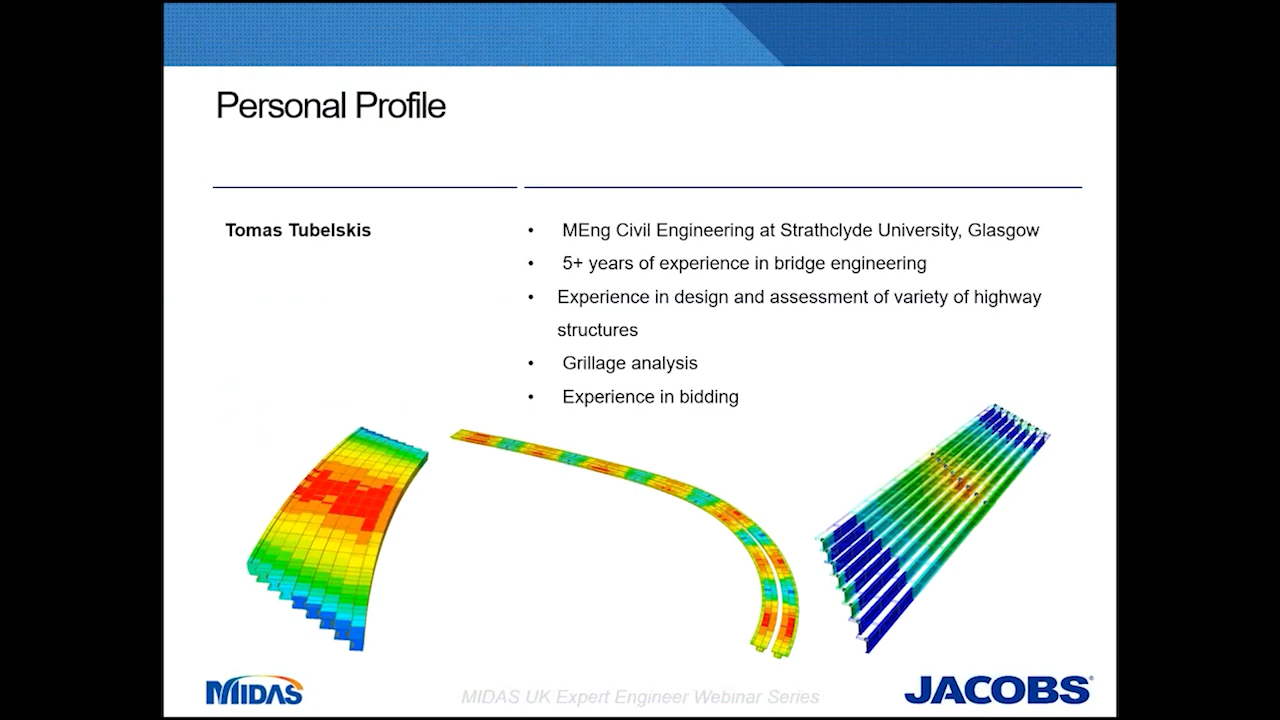 Personal Profile
Tomas Tubelskis
• MEng Civil Engineering at Strathclyde University, Glasgow
• 5+ years of experience in bridge engineering
• Experience in design and assessment of variety of highway
structures
• Grillage analysis
• Experience in bidding
MIDAS
MIDAS UK Expert Engineer Webinar Series
JACOBS®